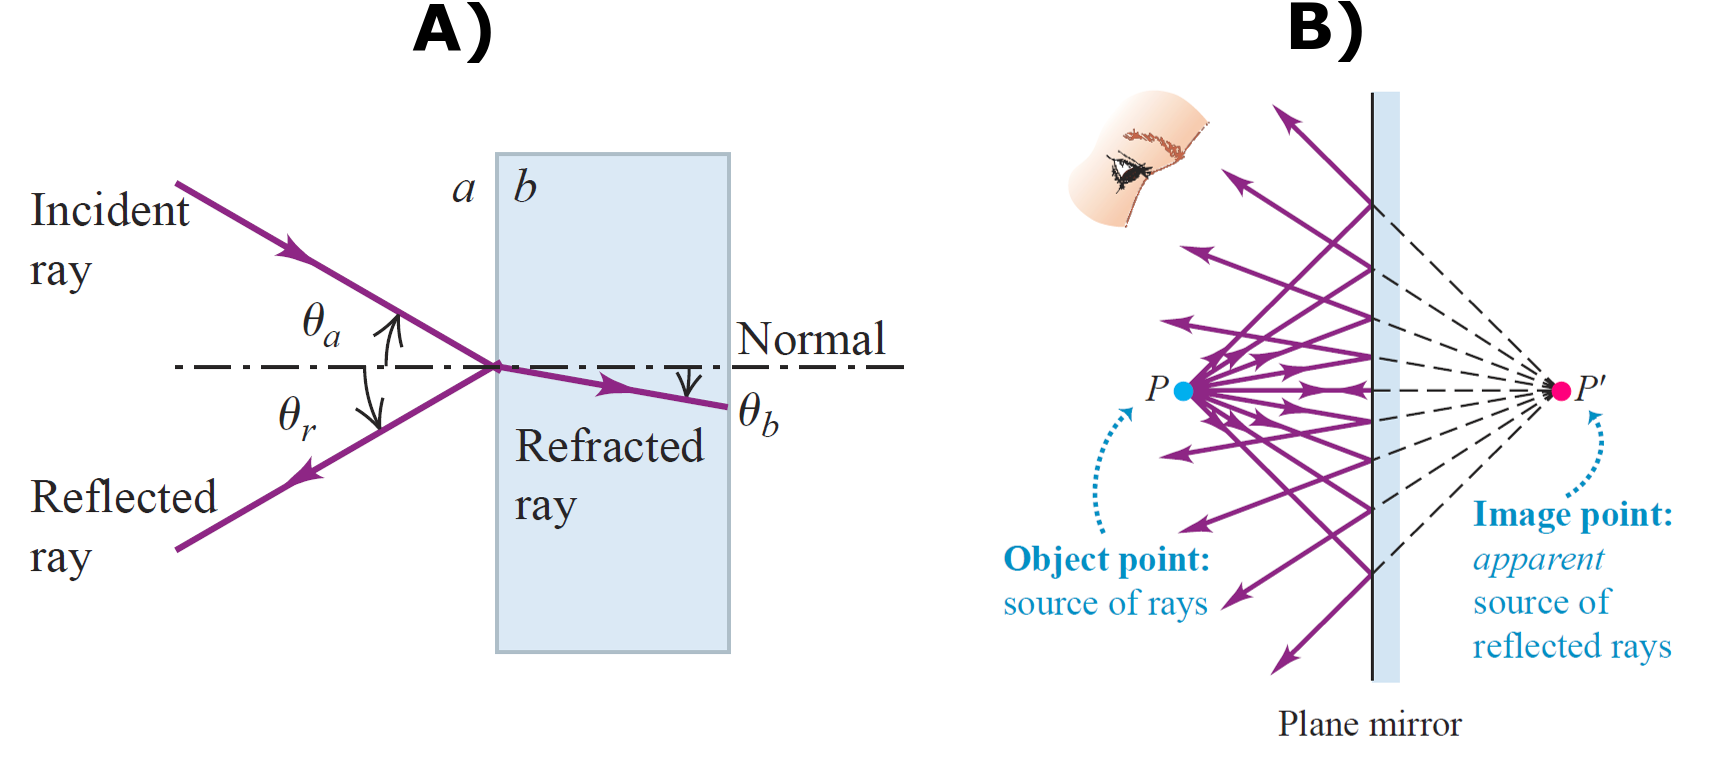 A)
Incident
ray
a
b
θa
Normal
θr
θb
Refracted
ray
Reflected
ray
B)
P
P′
Object point:
source of rays
Image point:
apparent
source of
reflected rays
Plane mirror